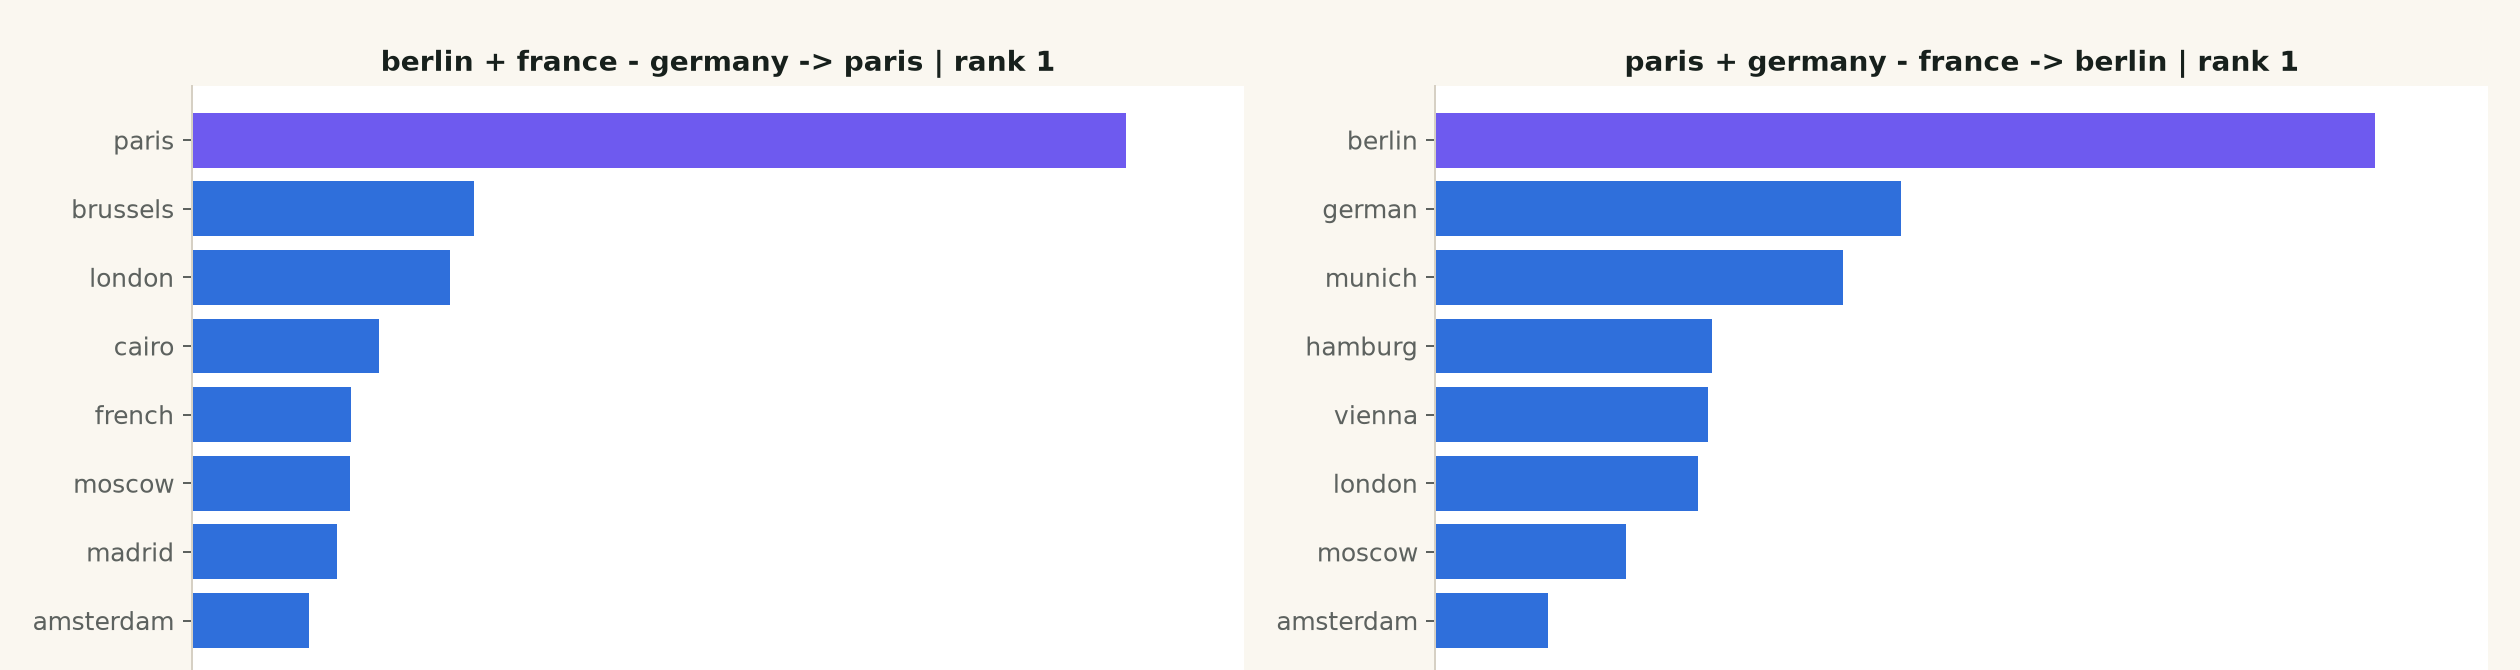 berlin + france - germany -> paris | rank 1
paris
brussels
london
cairo
french
moscow
madrid
amsterdam
paris + germany - france -> berlin | rank 1
berlin
german
munich
hamburg
vienna
london
moscow
amsterdam